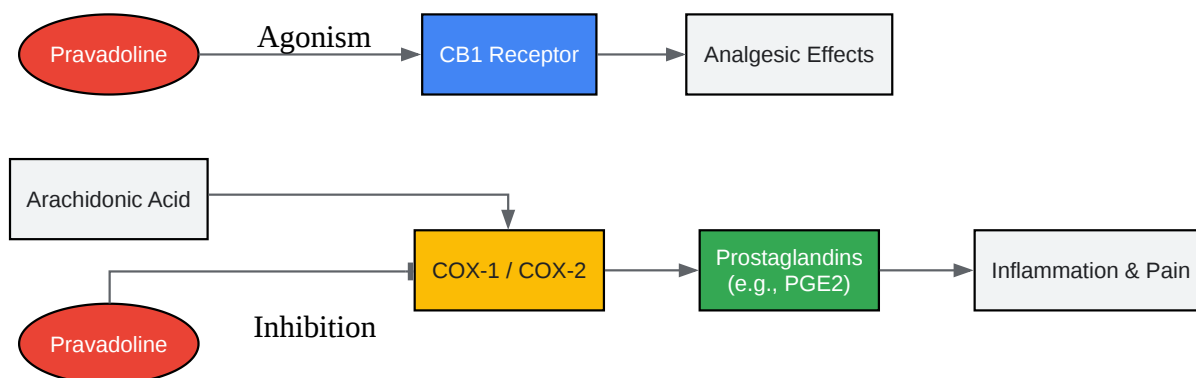 Pravadoline
Agonism
CB1 Receptor
Analgesic Effects
Arachidonic Acid
COX-1 / COX-2
Prostaglandins
(e.g., PGE2)
Inflammation & Pain
Pravadoline
Inhibition